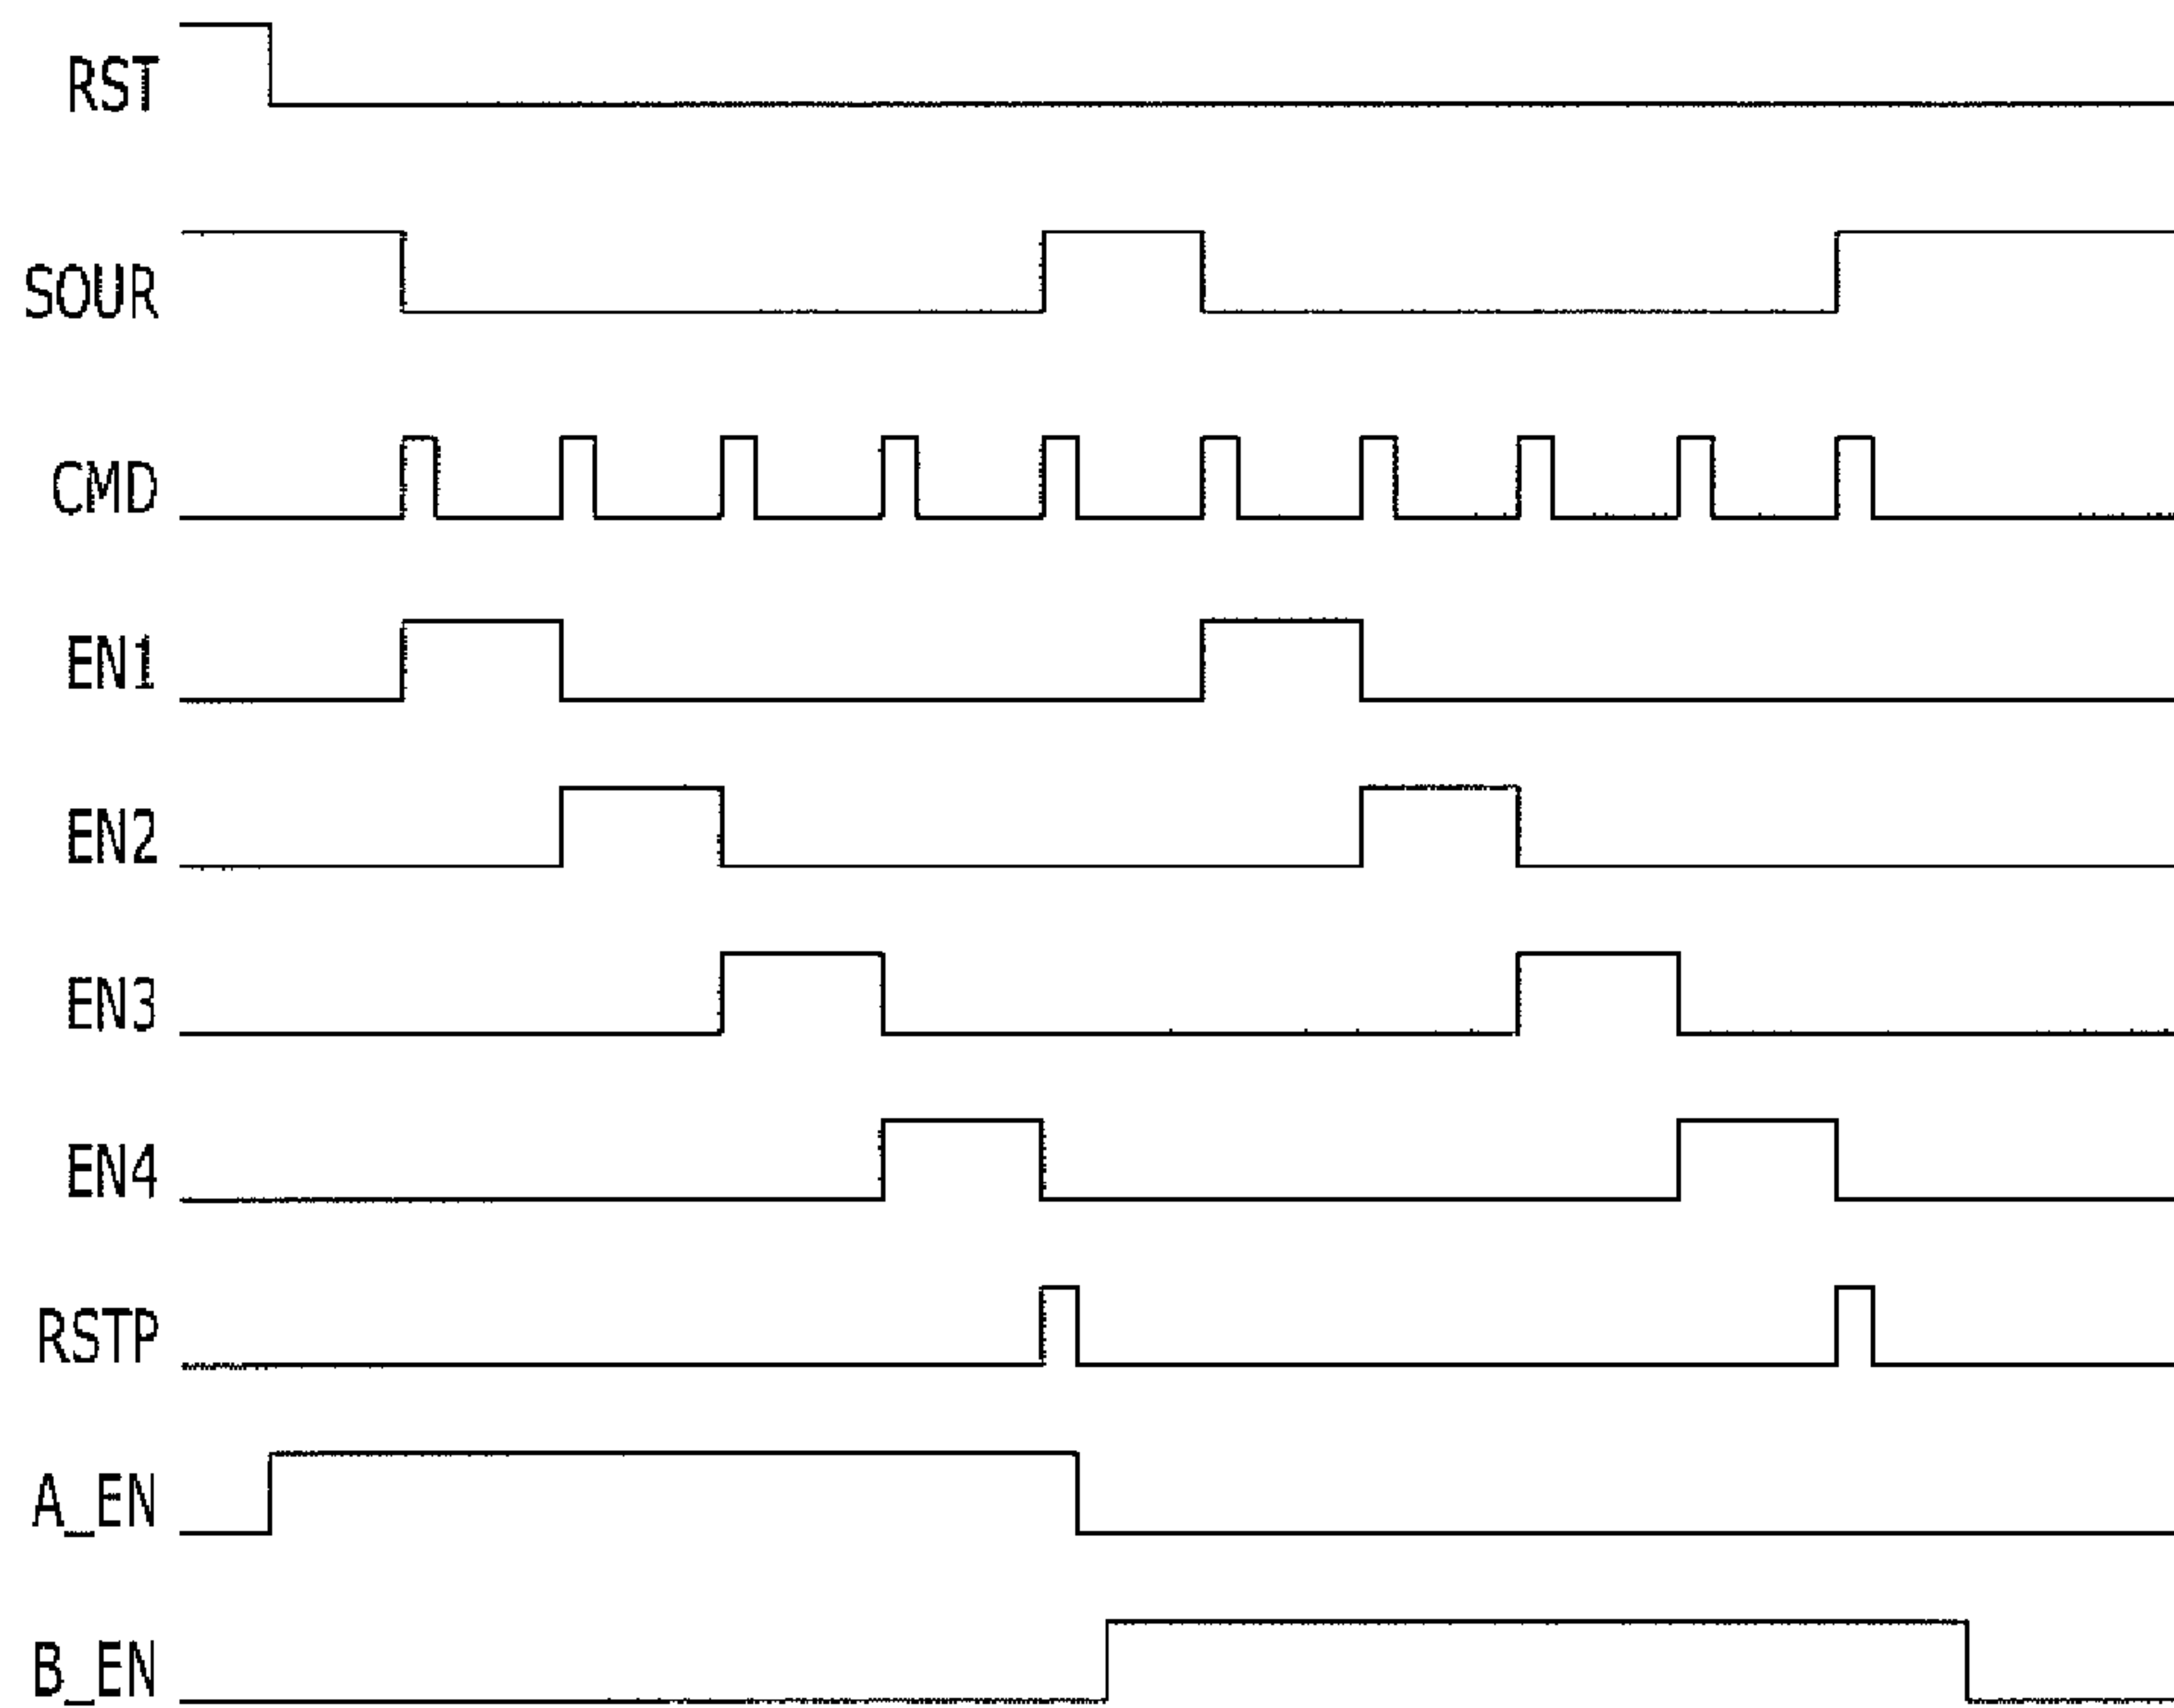 RST
SOUR
CMD
EN1
EN2
EN3
EN4
RSTP
A_EN
B_EN